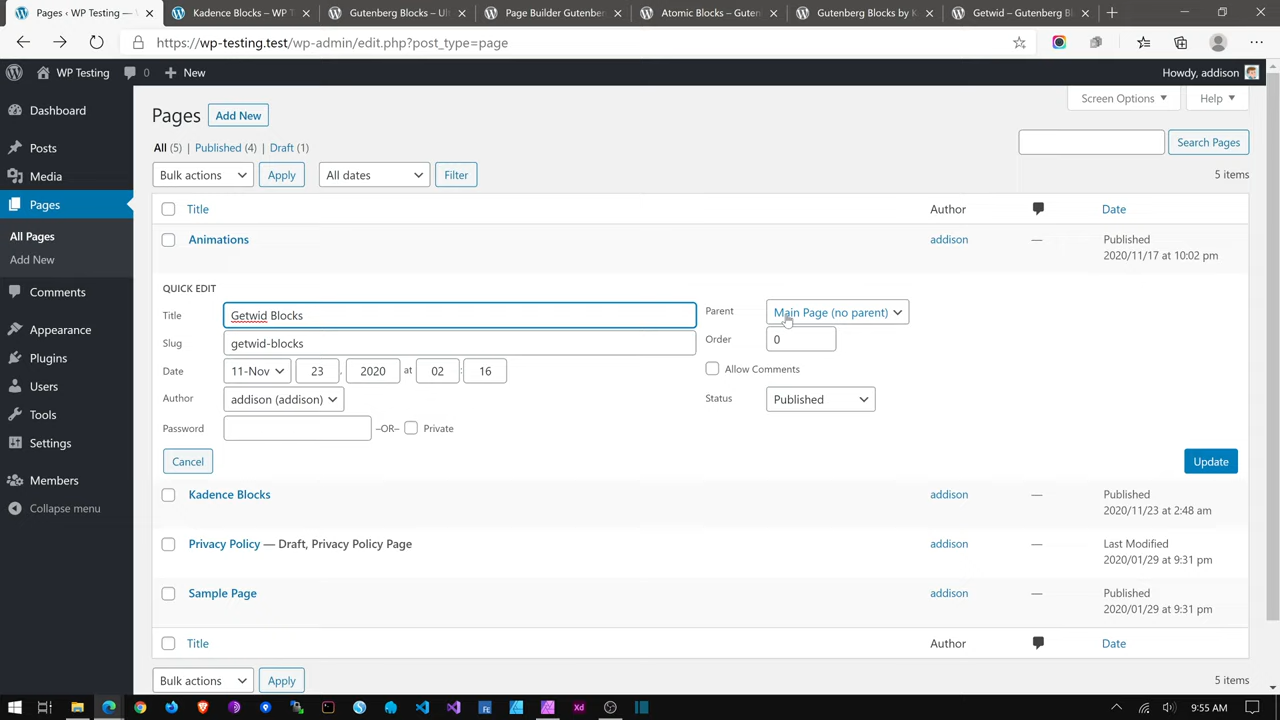 Pages ‹ WP Testing —
Kadence Blocks – WP T
Gutenberg Blocks – Ul
Page Builder Gutenber
Atomic Blocks – Guten
Gutenberg Blocks by K
Getwid – Gutenberg Bl
https://wp-testing.test/wp-admin/edit.php?post_type=page
WP Testing
0
New
Howdy, addison
Dashboard
Posts
Media
Pages
All Pages
Add New
Comments
Appearance
Plugins
Users
Tools
Settings
Members
Collapse menu
Screen Options
Help
Pages
Add New
All (5) | Published (4) | Draft (1)
Search Pages
Bulk actions
Apply
All dates
Filter
5 items
Title
Author
Date
Animations
addison
—
Published
2020/11/17 at 10:02 pm
QUICK EDIT
Title
Getwid Blocks
Slug
getwid-blocks
Date
11-Nov
23
,
2020
at
02
:
16
Author
addison (addison)
Password
–OR–
Private
Parent
Main Page (no parent)
Order
0
Allow Comments
Status
Published
Cancel
Update
Kadence Blocks
addison
—
Published
2020/11/23 at 2:48 am
Privacy Policy — Draft, Privacy Policy Page
addison
—
Last Modified
2020/01/29 at 9:31 pm
Sample Page
addison
—
Published
2020/01/29 at 9:31 pm
Title
Author
Date
Bulk actions
Apply
5 items
9:55 AM